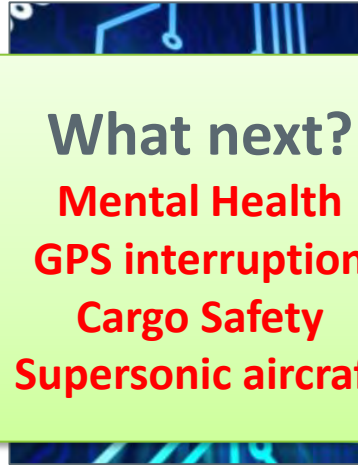 What next?
Mental Health
GPS interruption
Cargo Safety
Supersonic aircraf